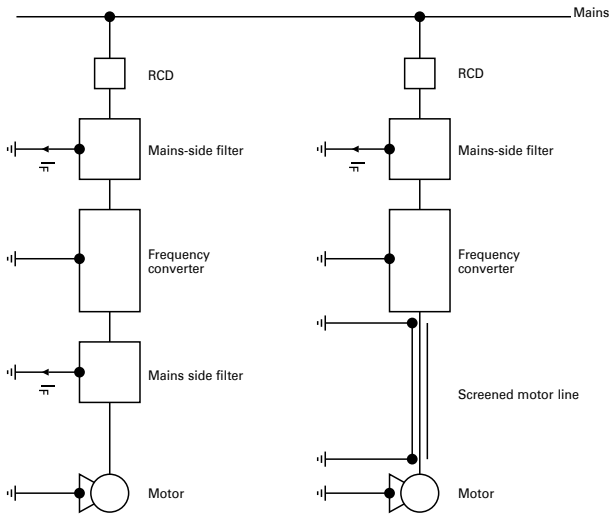 Mains
RCD
RCD
Mains-side filter
Mains-side filter
Frequency
converter
Frequency
converter
Mains side filter
Screened motor line
Motor
Motor